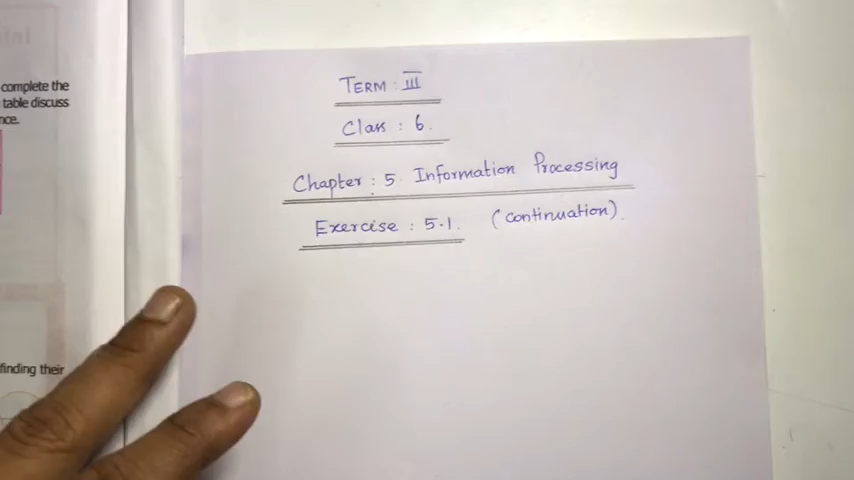 complete the
table discuss
nce.
finding their
TERM : III
Class : 6.
Chapter : 5. Information Processing
Exercise : 5.1. (Continuation).